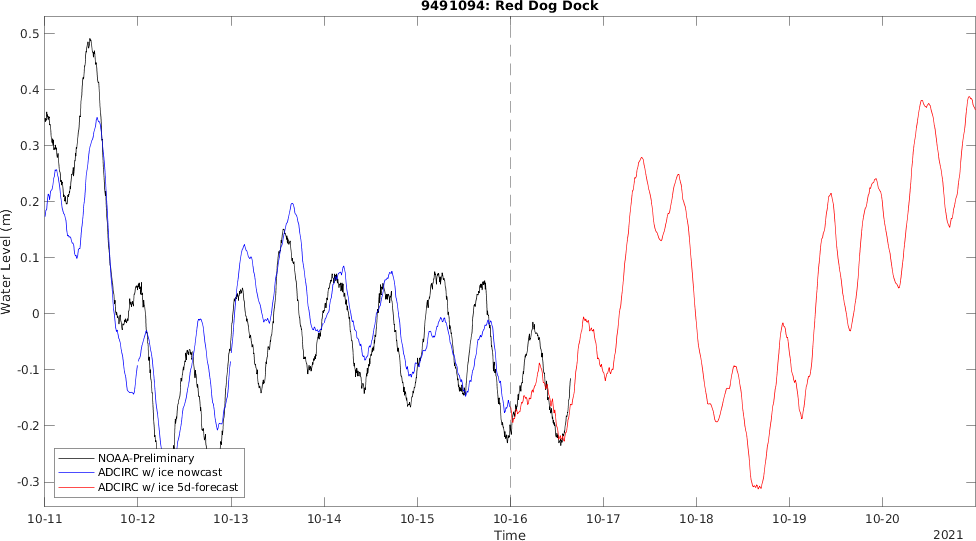 9491094: Red Dog Dock
0.5
0.4
0.3
0.2
0.1
0
-0.1
-0.2
-0.3
Water Level (m)
NOAA-Preliminary
ADCIRC w/ ice nowcast
ADCIRC w/ ice 5d-forecast
10-11 10-12 10-13 10-14 10-15 10-16 10-17 10-18 10-19 10-20
Time
2021